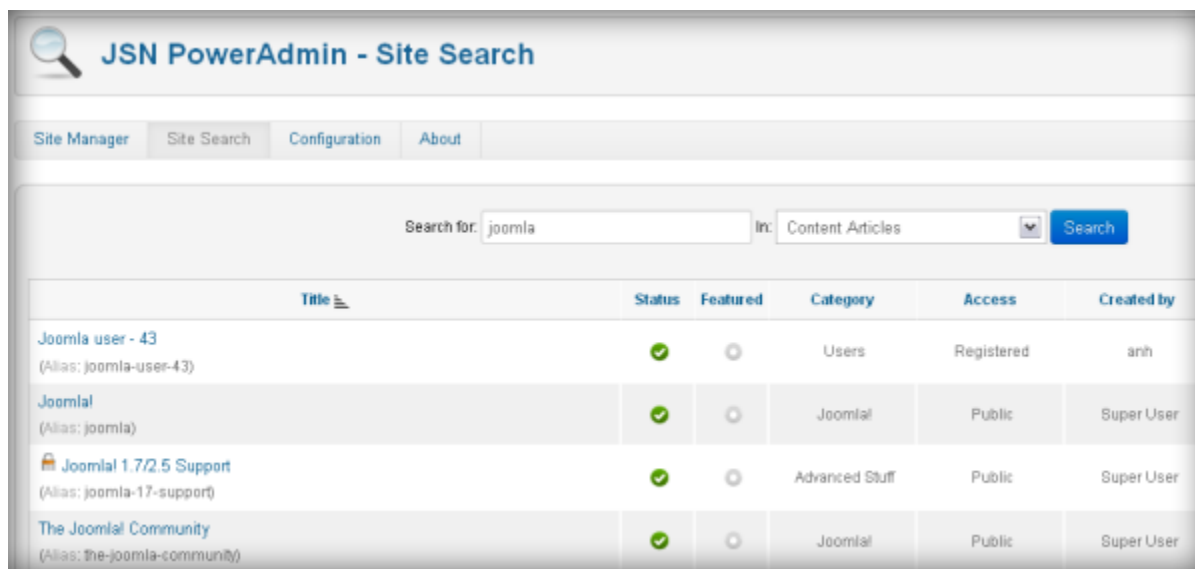 JSN PowerAdmin - Site Search
Site Manager Site Search Configuration About
Search for: joomla In: Content Articles Search
Title Status Featured Category Access Created by
Joomla user - 43
(Alias: joomla-user-43)
Users Registered anh
Joomla!
(Alias: joomla)
Joomla! Public Super User
Joomla! 1.7/2.5 Support
(Alias: joomla-17-support)
Advanced Stuff Public Super User
The Joomla! Community
(Alias: the-joomla-community)
Joomla! Public Super User